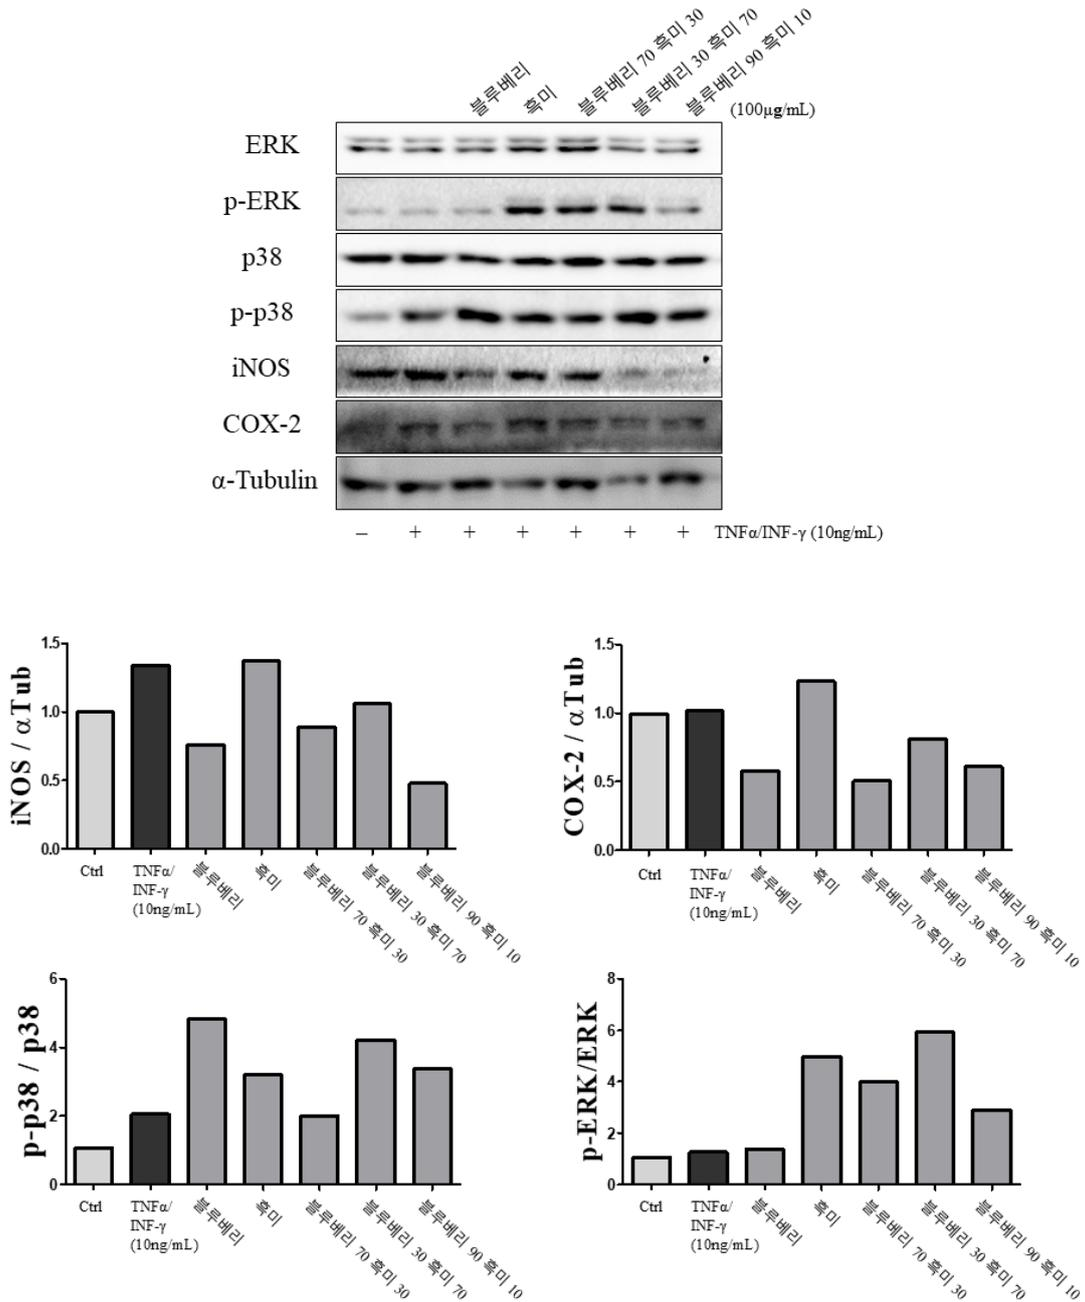 블루베리
흑미
블루베리 70 흑미 30
블루베리 30 흑미 70
블루베리 90 흑미 10
(100µg/mL)
ERK
p-ERK
p38
p-p38
iNOS
COX-2
α-Tubulin
– + + + + + + TNFα/INF-γ (10ng/mL)
iNOS / αTub
1.5
1.0
0.5
0.0
Ctrl
TNFα/
INF-γ
(10ng/mL)
블루베리
흑미
블루베리 70 흑미 30
블루베리 30 흑미 70
블루베리 90 흑미 10
COX-2 / αTub
1.5
1.0
0.5
0.0
Ctrl
TNFα/
INF-γ
(10ng/mL)
블루베리
흑미
블루베리 70 흑미 30
블루베리 30 흑미 70
블루베리 90 흑미 10
p-p38 / p38
6
4
2
0
Ctrl
TNFα/
INF-γ
(10ng/mL)
블루베리
흑미
블루베리 70 흑미 30
블루베리 30 흑미 70
블루베리 90 흑미 10
p-ERK/ERK
8
6
4
2
0
Ctrl
TNFα/
INF-γ
(10ng/mL)
블루베리
흑미
블루베리 70 흑미 30
블루베리 30 흑미 70
블루베리 90 흑미 10